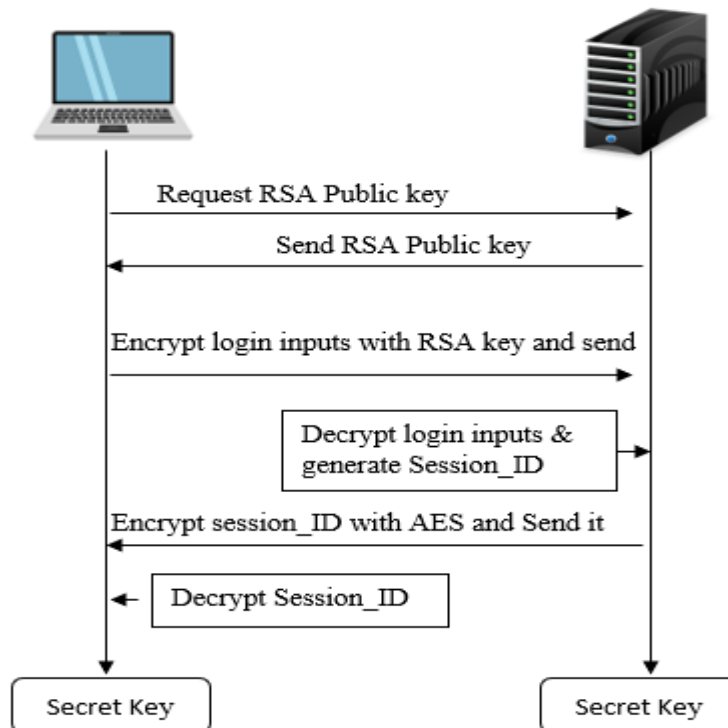 Request RSA Public key
Send RSA Public key
Encrypt login inputs with RSA key and send
Decrypt login inputs &
generate Session_ID
Encrypt session_ID with AES and Send it
Decrypt Session_ID
Secret Key
Secret Key